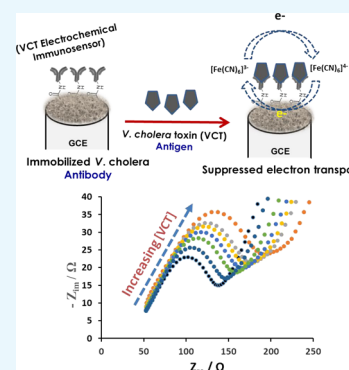 e-
(VCT Electrochemical
Immunosensor)
[Fe(CN)6]3-
[Fe(CN)6]4-
GCE
V. cholera toxin (VCT)
Antigen
e-
GCE
Immobilized V. cholera
Antibody
Suppressed electron transpo
- Zim / Ω
40
35
30
25
20
15
10
5
0
Increasing [VCT]
0
50
100
150
200
250